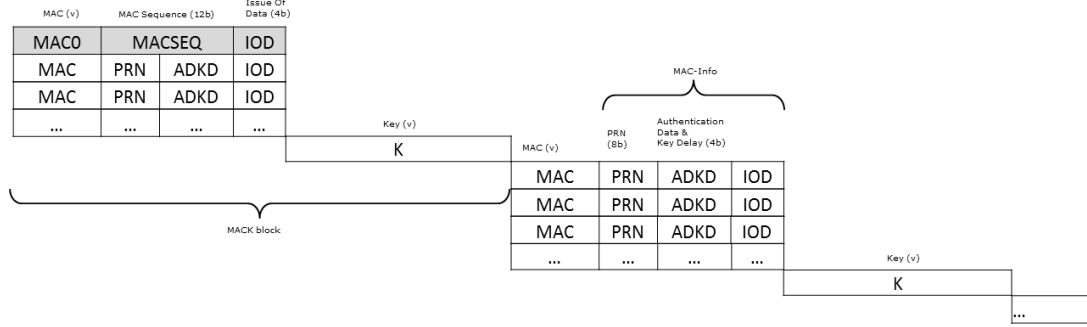 MAC (v) MAC Sequence (12b) Issue Of
Data (4b)
MAC0 MACSEQ IOD
MAC PRN ADKD IOD
MAC PRN ADKD IOD
... ... ... ...
Key (v)
K
MACK block
MAC-Info
MAC (v) PRN
(8b) Authentication
Data &
Key Delay (4b)
MAC PRN ADKD IOD
MAC PRN ADKD IOD
MAC PRN ADKD IOD
... ... ... ...
Key (v)
K
...